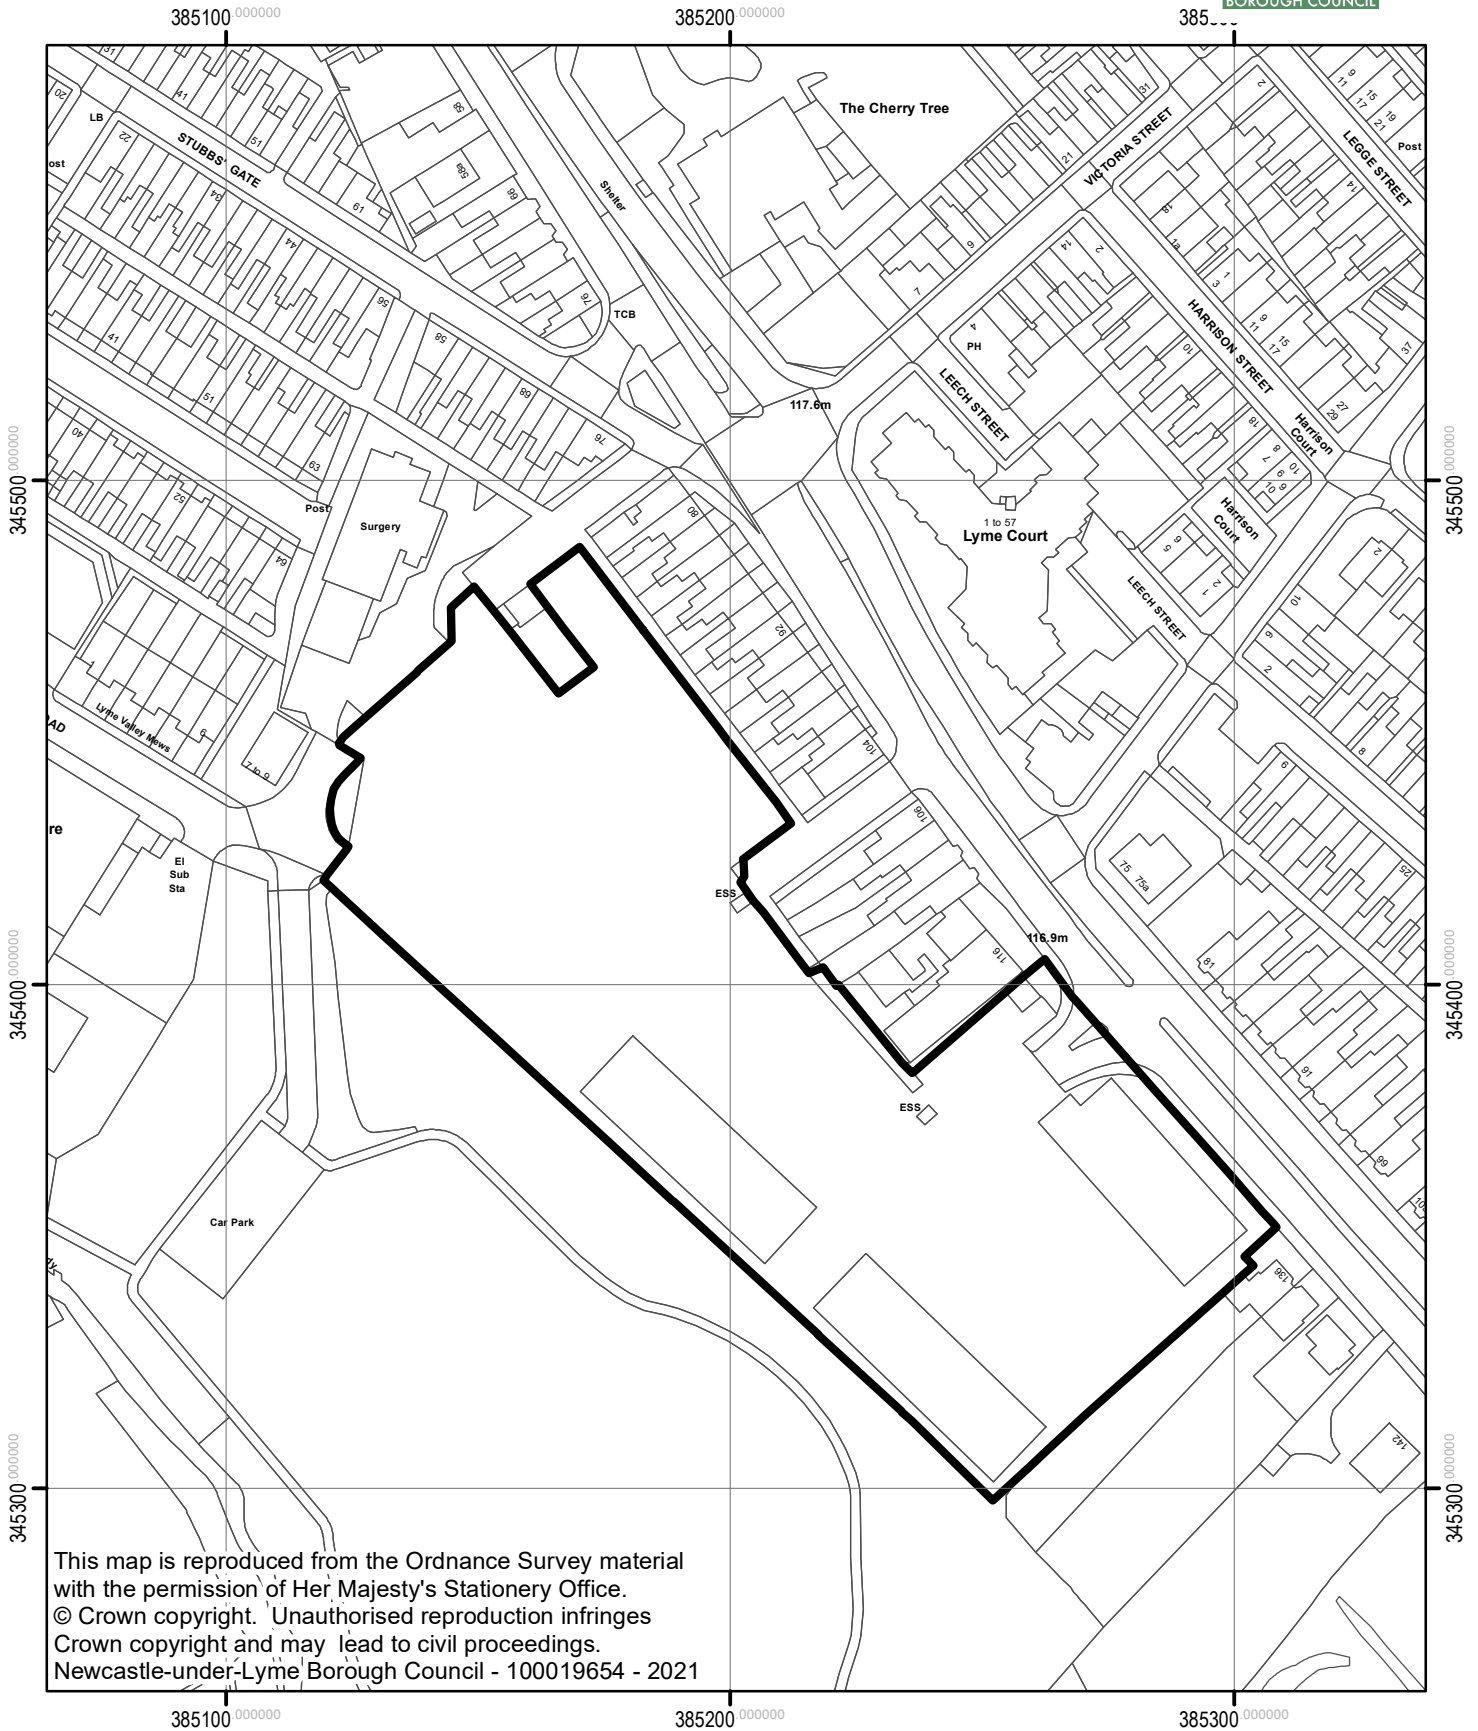 BOROUGH COUNCIL
385100.000000
385200.000000
345500.000000
345400.000000
345300.000000
345500.000000
345400.000000
345300.000000
31
41
51
61
20
LB
22
STUBBS' GATE
34
44
56
58
68
76
41
51
63
40
52
64
Post
Surgery
58
58a
66
76
Shelter
TCB
The Cherry Tree
31
21
9
7
VICTORIA STREET
2
9
11
15
17
19
21
Post
LEGGE STREET
14
18
1a
1
3
9
11
15
17
27
29
37
HARRISON STREET
14
2
10
18
4
PH
LEECH STREET
117.6m
Harrison
Court
8
7
10
6
9
10
Harrison
Court
5
6
2
1
1 to 57
Lyme Court
LEECH STREET
2
10
6
2
8
80
92
104
106
116
116.9m
6
25
75
75a
81
91
99
136
142
1
Lyme Valley Mews
6
7 to 9
El
Sub
Sta
ESS
ESS
Car Park
This map is reproduced from the Ordnance Survey material
with the permission of Her Majesty's Stationery Office.
© Crown copyright. Unauthorised reproduction infringes
Crown copyright and may lead to civil proceedings.
Newcastle-under-Lyme Borough Council - 100019654 - 2021
385100.000000
385200.000000
385300.000000